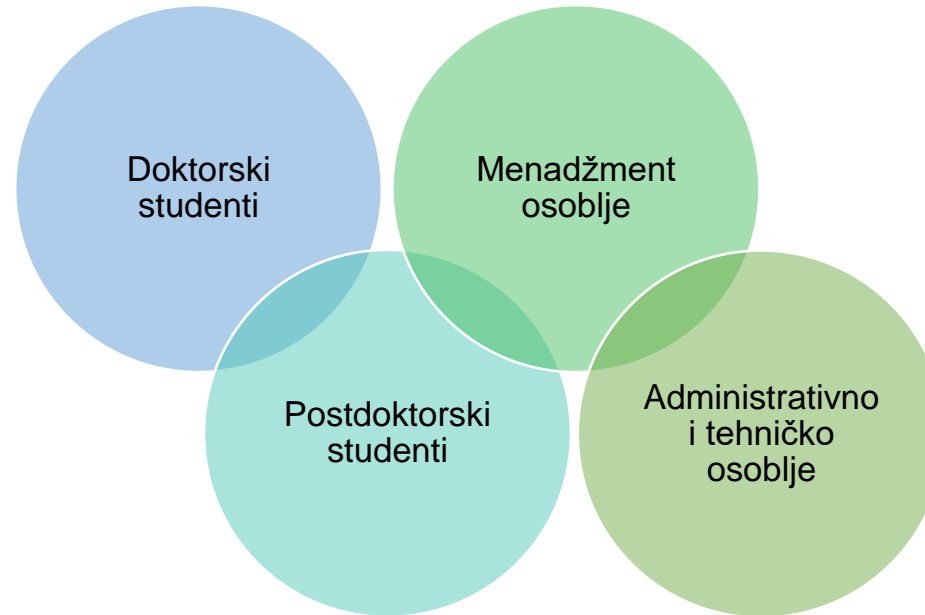 Doktorski
studenti
Menadžment
osoblje
Postdoktorski
studenti
Administrativno
i tehničko
osoblje